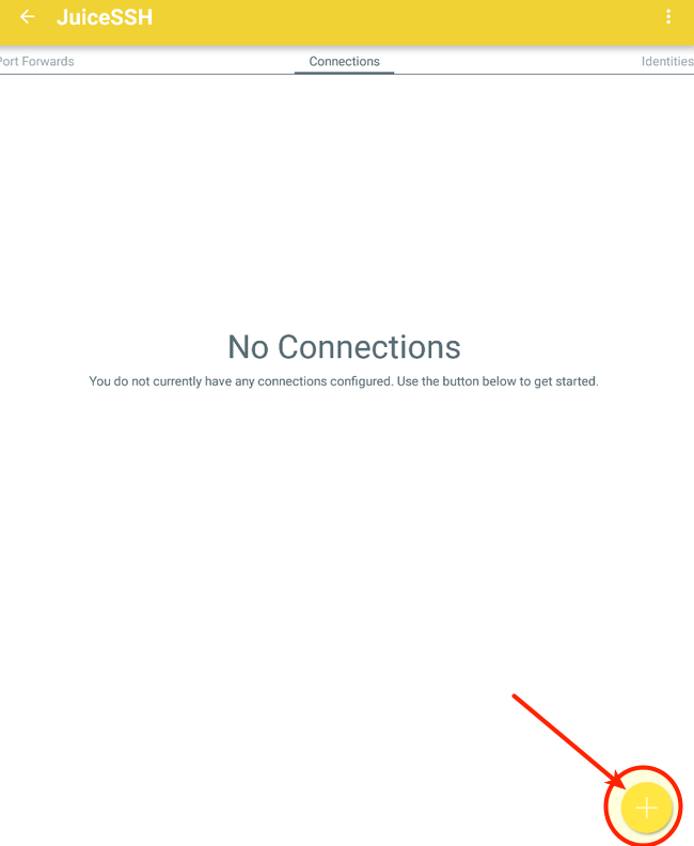 JuiceSSH
Port Forwards
Connections
Identities
No Connections
You do not currently have any connections configured. Use the button below to get started.